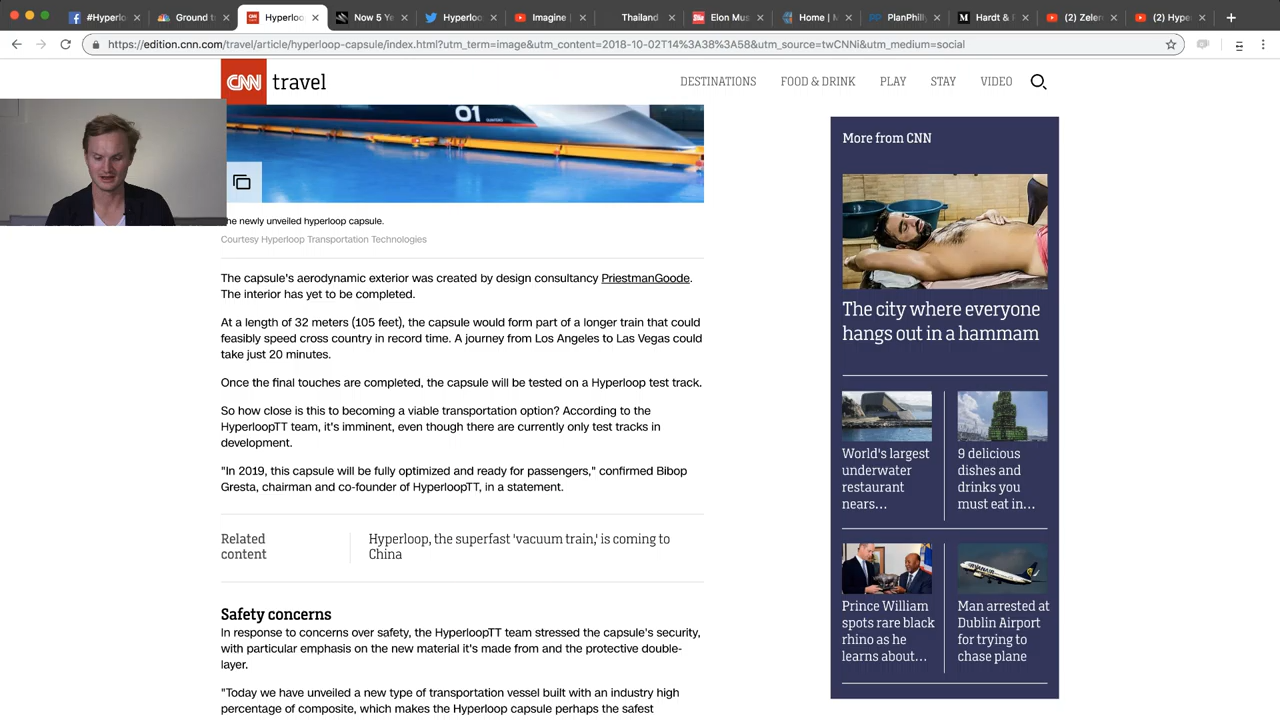 #Hyperlo
Ground t
Hyperloo
Now 5 Ye
Hyperloo
Imagine
Thailand
Elon Mus
Home | M
PlanPhill
Hardt & P
(2) Zeler
(2) Hype
https://edition.cnn.com/travel/article/hyperloop-capsule/index.html?utm_term=image&utm_content=2018-10-02T14%3A38%3A58&utm_source=twCNNi&utm_medium=social
CNN travel
DESTINATIONS FOOD & DRINK PLAY STAY VIDEO
01
he newly unveiled hyperloop capsule.
Courtesy Hyperloop Transportation Technologies
The capsule's aerodynamic exterior was created by design consultancy PriestmanGoode.
The interior has yet to be completed.
At a length of 32 meters (105 feet), the capsule would form part of a longer train that could
feasibly speed cross country in record time. A journey from Los Angeles to Las Vegas could
take just 20 minutes.
Once the final touches are completed, the capsule will be tested on a Hyperloop test track.
So how close is this to becoming a viable transportation option? According to the
HyperloopTT team, it's imminent, even though there are currently only test tracks in
development.
"In 2019, this capsule will be fully optimized and ready for passengers," confirmed Bibop
Gresta, chairman and co-founder of HyperloopTT, in a statement.
Related
content
Hyperloop, the superfast 'vacuum train,' is coming to
China
Safety concerns
In response to concerns over safety, the HyperloopTT team stressed the capsule's security,
with particular emphasis on the new material it's made from and the protective double-
layer.
"Today we have unveiled a new type of transportation vessel built with an industry high
percentage of composite, which makes the Hyperloop capsule perhaps the safest
More from CNN
The city where everyone
hangs out in a hammam
World's largest
underwater
restaurant
nears...
9 delicious
dishes and
drinks you
must eat in...
Prince William
spots rare black
rhino as he
learns about...
Man arrested at
Dublin Airport
for trying to
chase plane